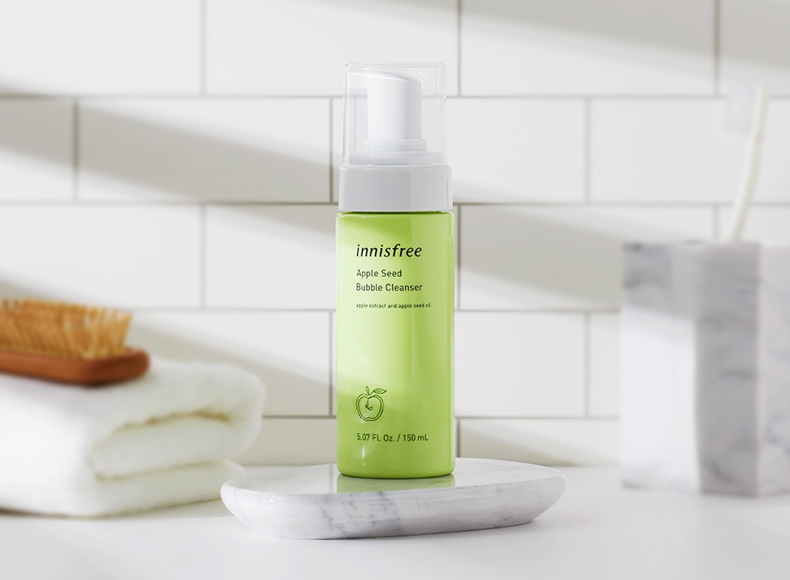 innisfree
Apple Seed
Bubble Cleanser
apple extract and apple seed oil
5.07 FL Oz. / 150 mL